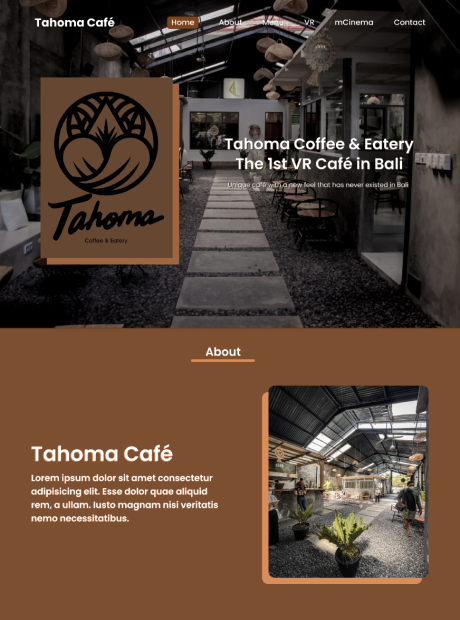 Tahoma Café
Home About Menu VR mCinema Contact
Tahoma Coffee & Eatery
The 1st VR Café in Bali
Unique café with a new feel that has never existed in Bali
Tahoma
Coffee & Eatery
About
Tahoma Café
Lorem ipsum dolor sit amet consectetur
adipisicing elit. Esse dolor quae aliquid
rem, a ullam. Iusto magnam nisi veritatis
nemo necessitatibus.